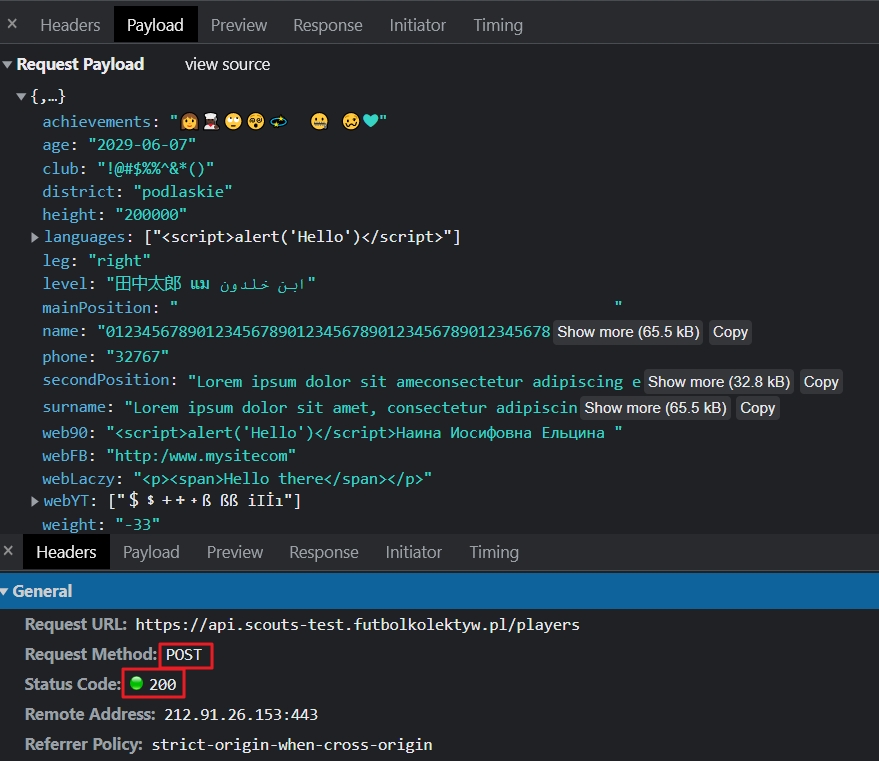 × Headers Payload Preview Response Initiator Timing
▼ Request Payload view source
▼ {,…}
achievements: "👩👨🏿‍🍳🙄😵‍💫 🤐 🥴💙"
age: "2029-06-07"
club: "!@#$%%^&*()"
district: "podlaskie"
height: "200000"
▶ languages: ["<script>alert('Hello')</script>"]
leg: "right"
level: "田中太郎 แม ابن خلدون"
mainPosition: " "
name: "0123456789012345678901234567890123456789012345678 Show more (65.5 kB) Copy
phone: "32767"
secondPosition: "Lorem ipsum dolor sit ameconsectetur adipiscing e Show more (32.8 kB) Copy
surname: "Lorem ipsum dolor sit amet, consectetur adipiscin Show more (65.5 kB) Copy
web90: "<script>alert('Hello')</script>Наина Иосифовна Ельцина "
webFB: "http:/www.mysitecom"
webLaczy: "<p><span>Hello there</span></p>"
▶ webYT: ["＄﹩＋➕﹢ß ẞß iIİı"]
weight: "-33"
× Headers Payload Preview Response Initiator Timing
▼ General
Request URL: https://api.scouts-test.futbolkolektyw.pl/players
Request Method: POST
Status Code: 200
Remote Address: 212.91.26.153:443
Referrer Policy: strict-origin-when-cross-origin